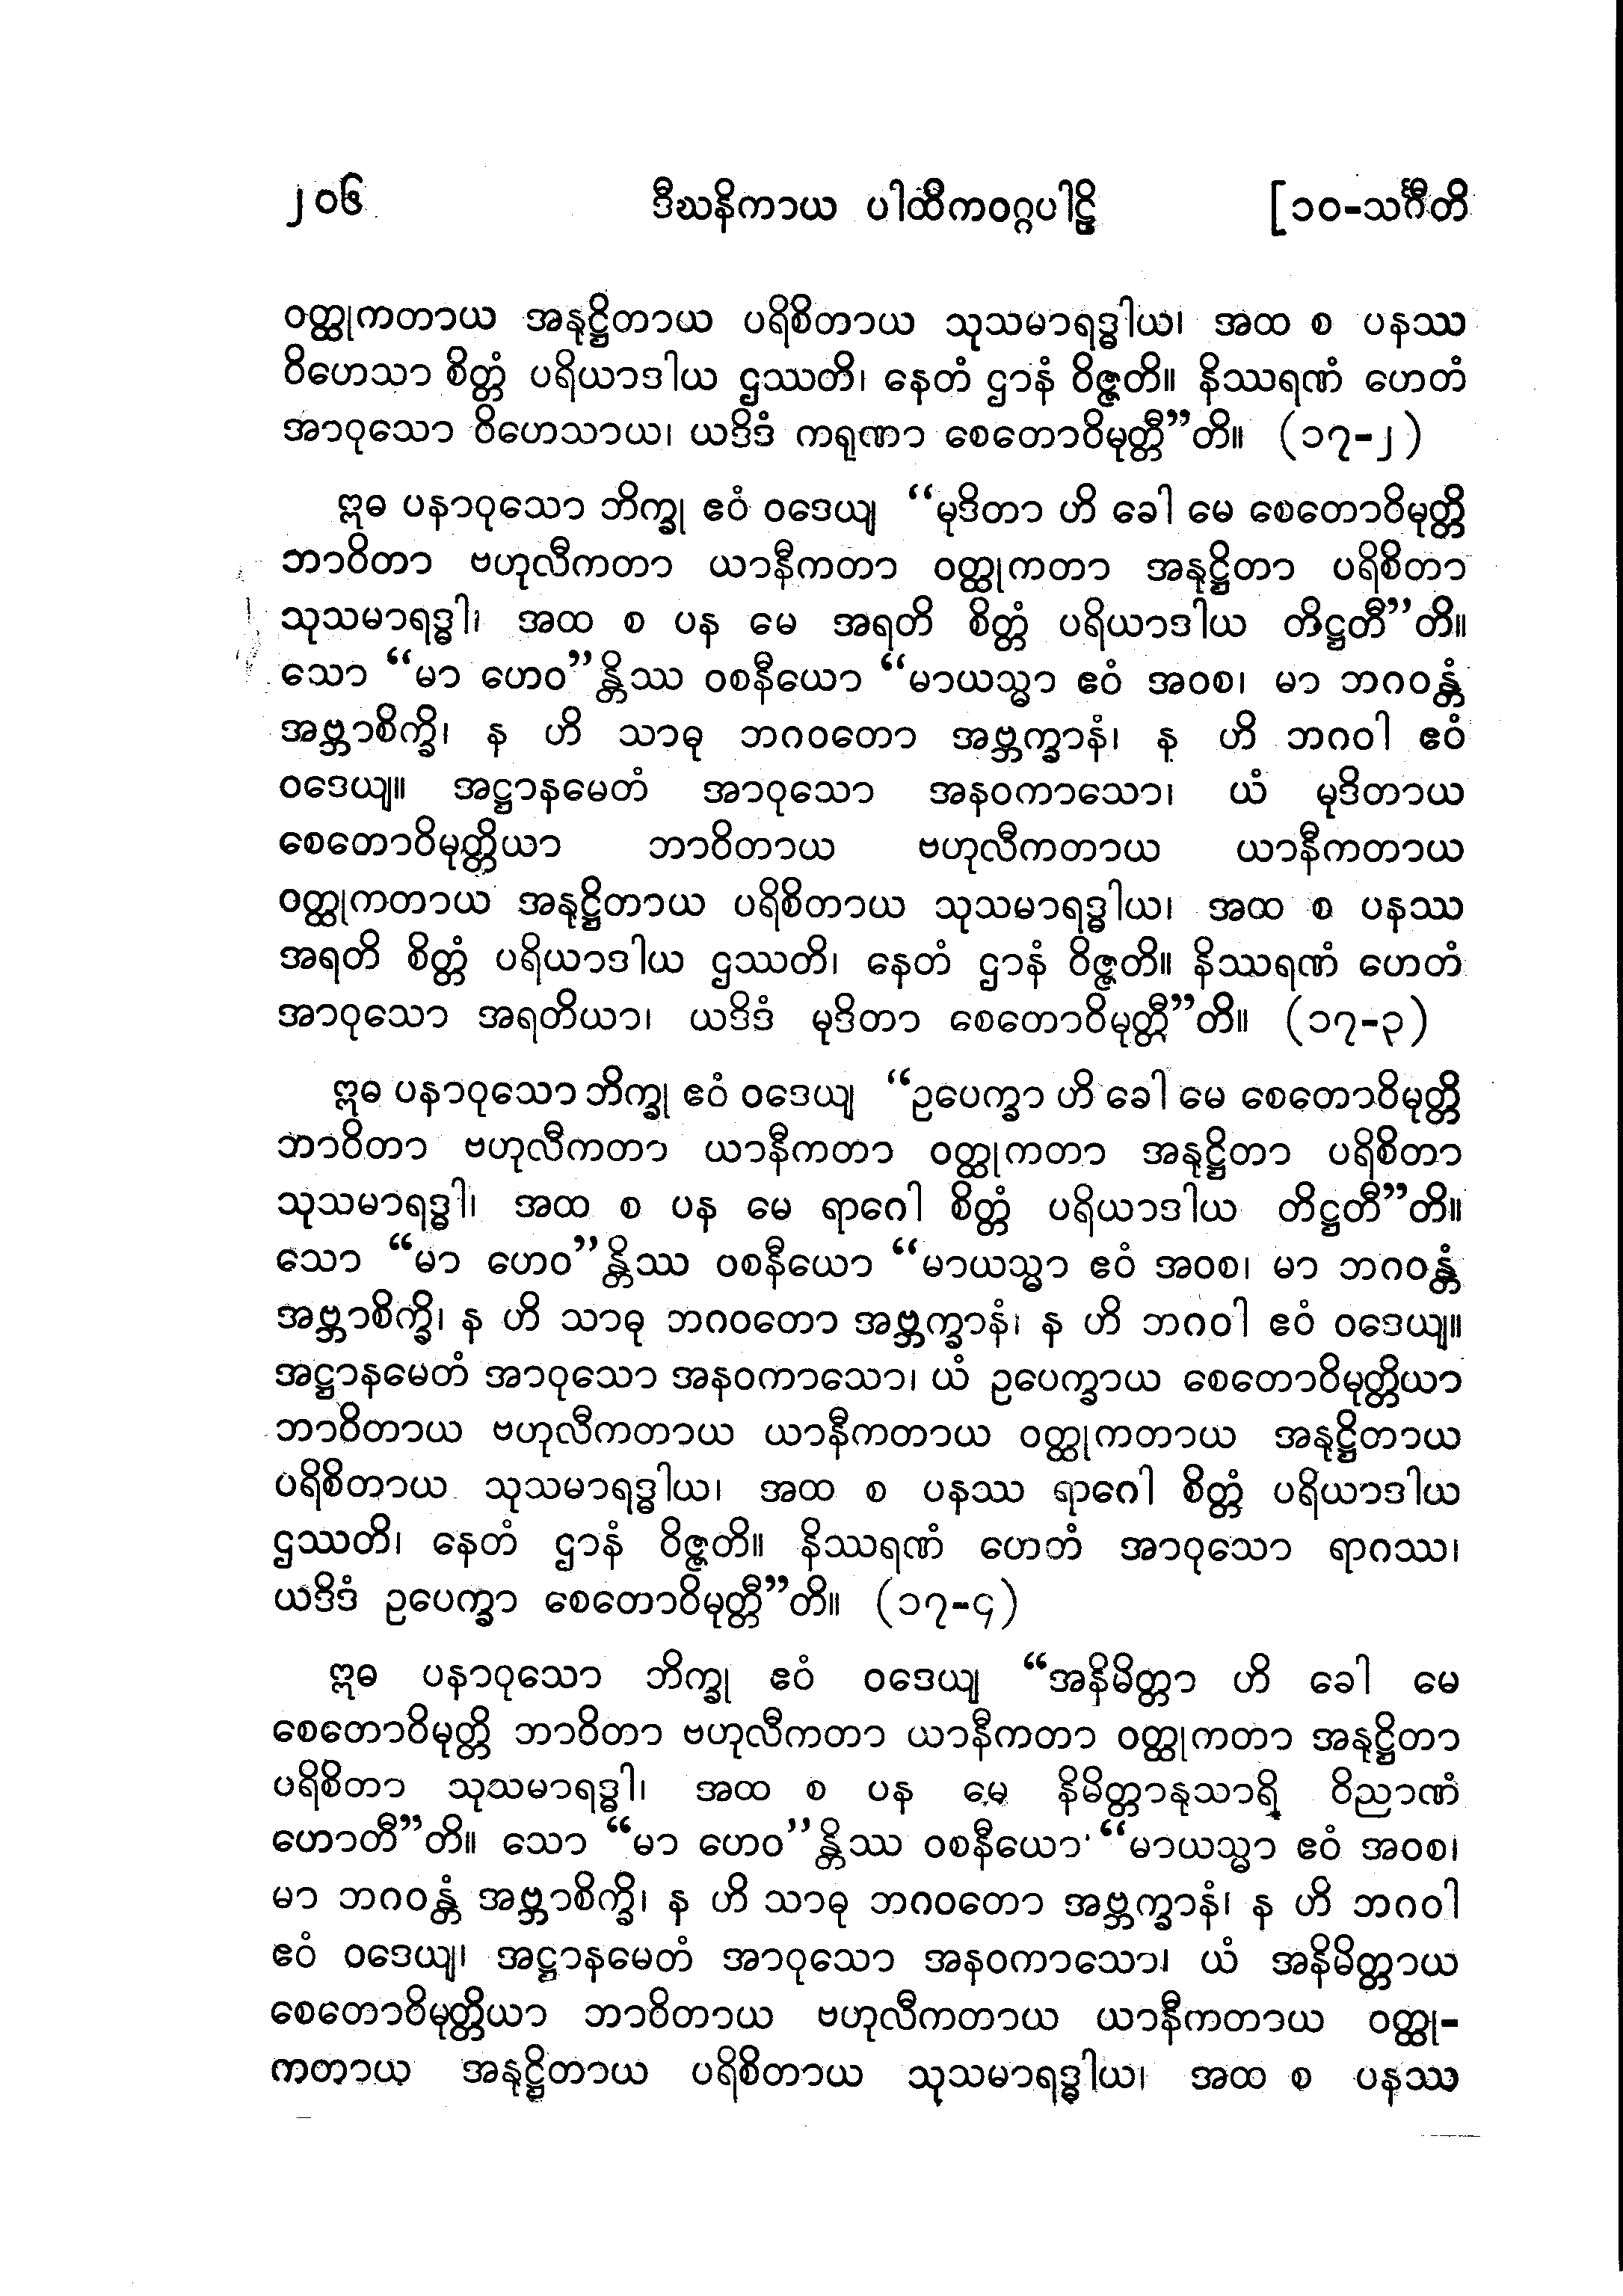 ၂၀၆ ဒီဃနိကာယ ပါထိကဝဂ္ဂပါဠိ [၁၀-သင်္ဂီတိ
ဝတ္ထုကတာယ အနုဋ္ဌိတာယ ပရိစိတာယ သုသမာရဒ္ဓါယ၊ အထ စ ပနဿ
ဝိဟေသာ စိတ္တံ ပရိယာဒါယ ဌဿတိ၊ နေတံ ဌာနံ ဝိဇ္ဇတိ။ နိဿရဏံ ဟေတံ
အာဝုသော ဝိဟေသာယ၊ ယဒိဒံ ကရုဏာ စေတောဝိမုတ္တီ”တိ။ (၁၇-၂)
ဣဓ ပနာဝုသော ဘိက္ခု ဧဝံ ဝဒေယျ “မုဒိတာ ဟိ ခေါ မေ စေတောဝိမုတ္တိ
ဘာဝိတာ ဗဟုလီကတာ ယာနီကတာ ဝတ္ထုကတာ အနုဋ္ဌိတာ ပရိစိတာ
သုသမာရဒ္ဓါ၊ အထ စ ပန မေ အရတိ စိတ္တံ ပရိယာဒါယ တိဋ္ဌတီ”တိ။
သော “မာ ဟေဝ”န္တိဿ ဝစနီယော “မာယသ္မာ ဧဝံ အဝစ၊ မာ ဘဂဝန္တံ
အဗ္ဘာစိက္ခိ၊ န ဟိ သာဓု ဘဂဝတော အဗ္ဘက္ခာနံ၊ န ဟိ ဘဂဝါ ဧဝံ
ဝဒေယျ။ အဋ္ဌာနမေတံ အာဝုသော အနဝကာသော၊ ယံ မုဒိတာယ
စေတောဝိမုတ္တိယာ ဘာဝိတာယ ဗဟုလီကတာယ ယာနီကတာယ
ဝတ္ထုကတာယ အနုဋ္ဌိတာယ ပရိစိတာယ သုသမာရဒ္ဓါယ၊ အထ စ ပနဿ
အရတိ စိတ္တံ ပရိယာဒါယ ဌဿတိ၊ နေတံ ဌာနံ ဝိဇ္ဇတိ။ နိဿရဏံ ဟေတံ
အာဝုသော အရတိယာ၊ ယဒိဒံ မုဒိတာ စေတောဝိမုတ္တီ”တိ။ (၁၇-၃)
ဣဓ ပနာဝုသော ဘိက္ခု ဧဝံ ဝဒေယျ “ဥပေက္ခာ ဟိ ခေါ မေ စေတောဝိမုတ္တိ
ဘာဝိတာ ဗဟုလီကတာ ယာနီကတာ ဝတ္ထုကတာ အနုဋ္ဌိတာ ပရိစိတာ
သုသမာရဒ္ဓါ၊ အထ စ ပန မေ ရာဂေါ စိတ္တံ ပရိယာဒါယ တိဋ္ဌတီ”တိ။
သော “မာ ဟေဝ”န္တိဿ ဝစနီယော “မာယသ္မာ ဧဝံ အဝစ၊ မာ ဘဂဝန္တံ
အဗ္ဘာစိက္ခိ၊ န ဟိ သာဓု ဘဂဝတော အဗ္ဘက္ခာနံ၊ န ဟိ ဘဂဝါ ဧဝံ ဝဒေယျ။
အဋ္ဌာနမေတံ အာဝုသော အနဝကာသော၊ ယံ ဥပေက္ခာယ စေတောဝိမုတ္တိယာ
ဘာဝိတာယ ဗဟုလီကတာယ ယာနီကတာယ ဝတ္ထုကတာယ အနုဋ္ဌိတာယ
ပရိစိတာယ သုသမာရဒ္ဓါယ၊ အထ စ ပနဿ ရာဂေါ စိတ္တံ ပရိယာဒါယ
ဌဿတိ၊ နေတံ ဌာနံ ဝိဇ္ဇတိ။ နိဿရဏံ ဟေတံ အာဝုသော ရာဂဿ၊
ယဒိဒံ ဥပေက္ခာ စေတောဝိမုတ္တီ”တိ။ (၁၇-၄)
ဣဓ ပနာဝုသော ဘိက္ခု ဧဝံ ဝဒေယျ “အနိမိတ္တာ ဟိ ခေါ မေ
စေတောဝိမုတ္တိ ဘာဝိတာ ဗဟုလီကတာ ယာနီကတာ ဝတ္ထုကတာ အနုဋ္ဌိတာ
ပရိစိတာ သုသမာရဒ္ဓါ၊ အထ စ ပန မေ နိမိတ္တာနုသာရိ ဝိညာဏံ
ဟောတီ”တိ။ သော “မာ ဟေဝ”န္တိဿ ဝစနီယော “မာယသ္မာ ဧဝံ အဝစ၊
မာ ဘဂဝန္တံ အဗ္ဘာစိက္ခိ၊ န ဟိ သာဓု ဘဂဝတော အဗ္ဘက္ခာနံ၊ န ဟိ ဘဂဝါ
ဧဝံ ဝဒေယျ၊ အဋ္ဌာနမေတံ အာဝုသော အနဝကာသော၊ ယံ အနိမိတ္တာယ
စေတောဝိမုတ္တိယာ ဘာဝိတာယ ဗဟုလီကတာယ ယာနီကတာယ ဝတ္ထု-
ကတာယ အနုဋ္ဌိတာယ ပရိစိတာယ သုသမာရဒ္ဓါယ၊ အထ စ ပနဿ